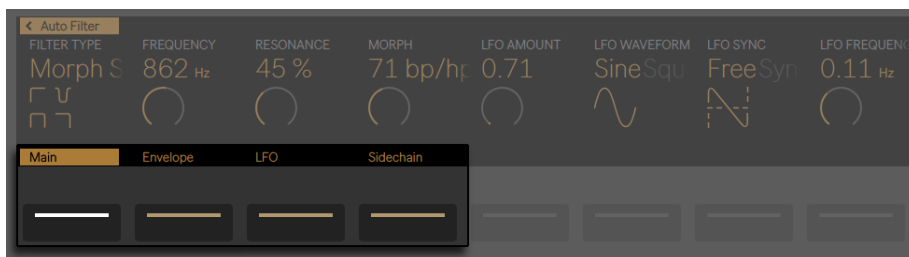 Auto Filter
FILTER TYPE FREQUENCY RESONANCE MORPH LFO AMOUNT LFO WAVEFORM LFO SYNC LFO FREQUENC
Morph S 862 Hz 45 % 71 bp/hp 0.71 Sine Squ Free Syn 0.11 Hz
Main Envelope LFO Sidechain